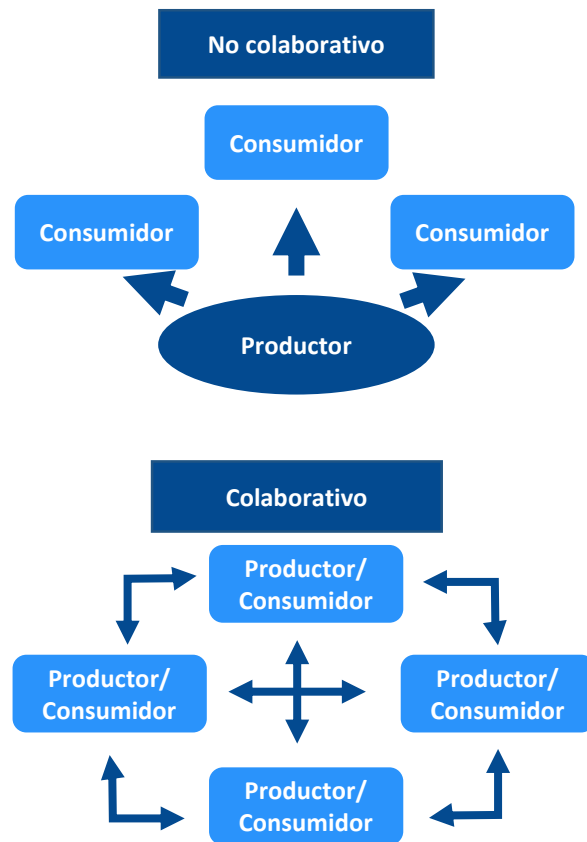 No colaborativo
Consumidor
Consumidor
Consumidor
Productor
Colaborativo
Productor/
Consumidor
Productor/
Consumidor
Productor/
Consumidor
Productor/
Consumidor